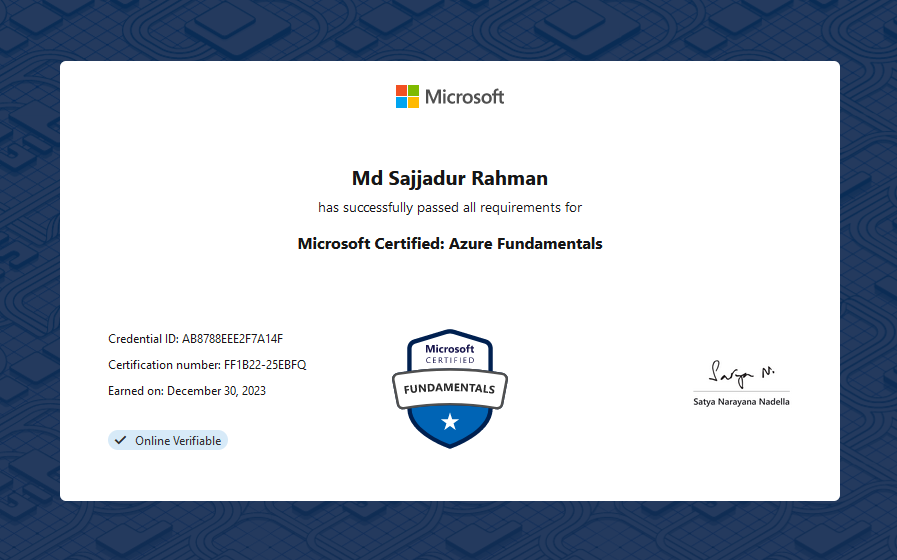 Microsoft
Md Sajjadur Rahman
has successfully passed all requirements for
Microsoft Certified: Azure Fundamentals
Credential ID: AB8788EEE2F7A14F
Certification number: FF1B22-25EBFQ
Earned on: December 30, 2023
Online Verifiable
Microsoft
CERTIFIED
FUNDAMENTALS
Satya N.
Satya Narayana Nadella